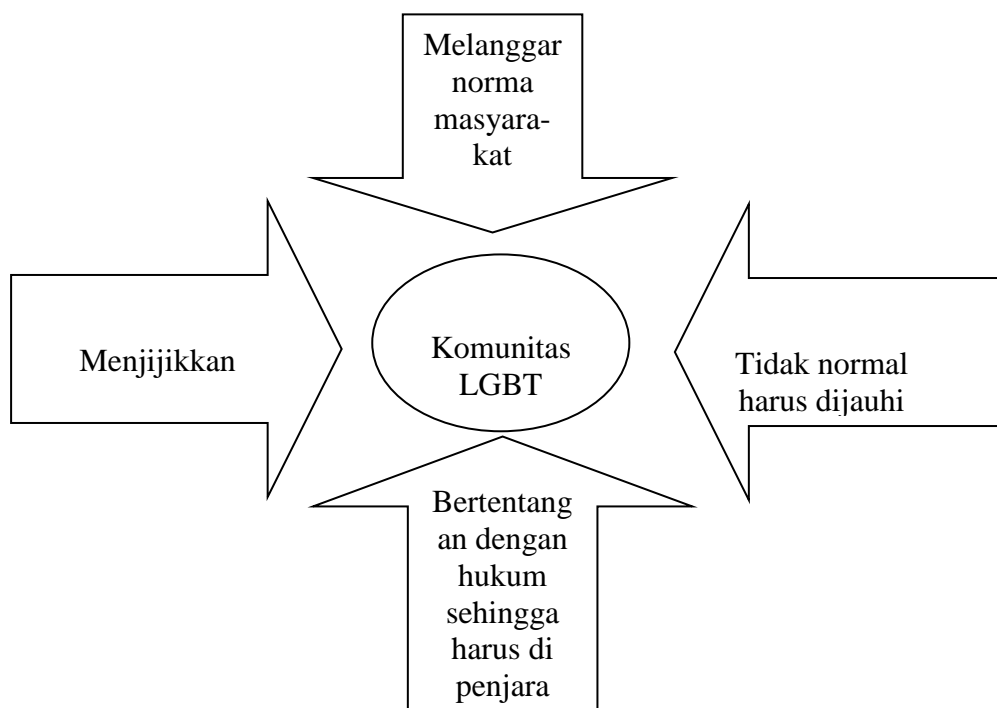 Melanggar
norma
masyara-
kat
Menjijikkan
Komunitas
LGBT
Tidak normal
harus dijauhi
Bertentang
an dengan
hukum
sehingga
harus di
penjara